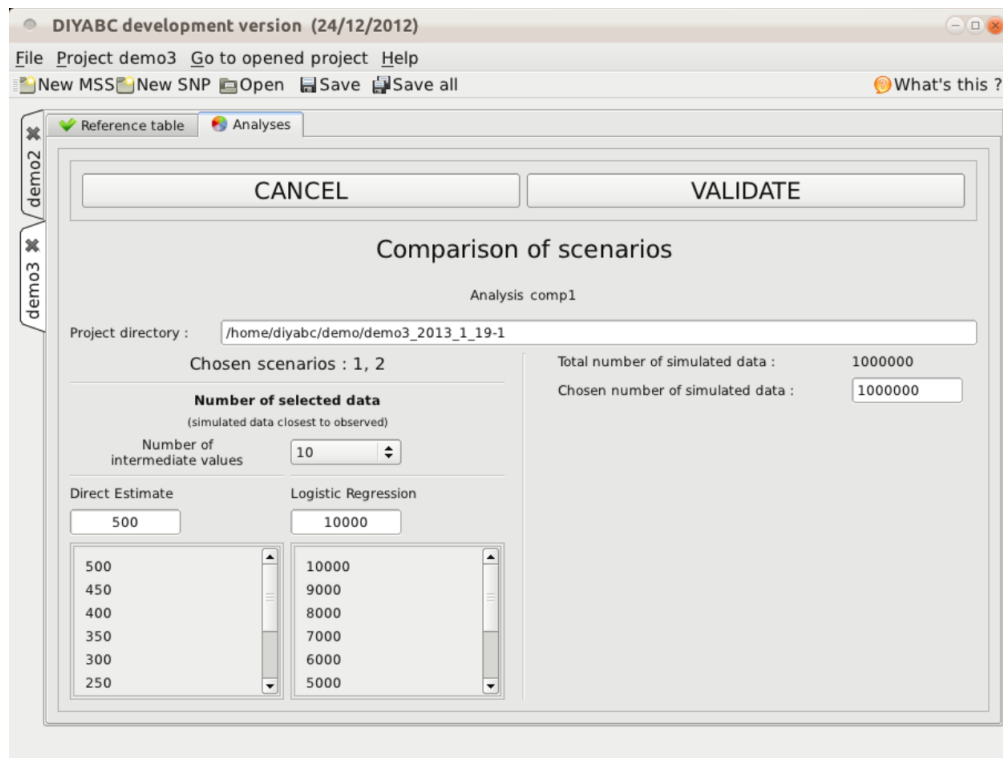 DIYABC development version (24/12/2012)
File Project demo3 Go to opened project Help
New MSS New SNP Open Save Save all What's this ?
demo2
demo3
Reference table Analyses
CANCEL VALIDATE
Comparison of scenarios
Analysis comp1
Project directory : /home/diyabc/demo/demo3_2013_1_19-1
Chosen scenarios : 1, 2
Total number of simulated data : 1000000
Chosen number of simulated data : 1000000
Number of selected data
(simulated data closest to observed)
Number of
intermediate values
10
Direct Estimate Logistic Regression
500 10000
500 10000
450 9000
400 8000
350 7000
300 6000
250 5000